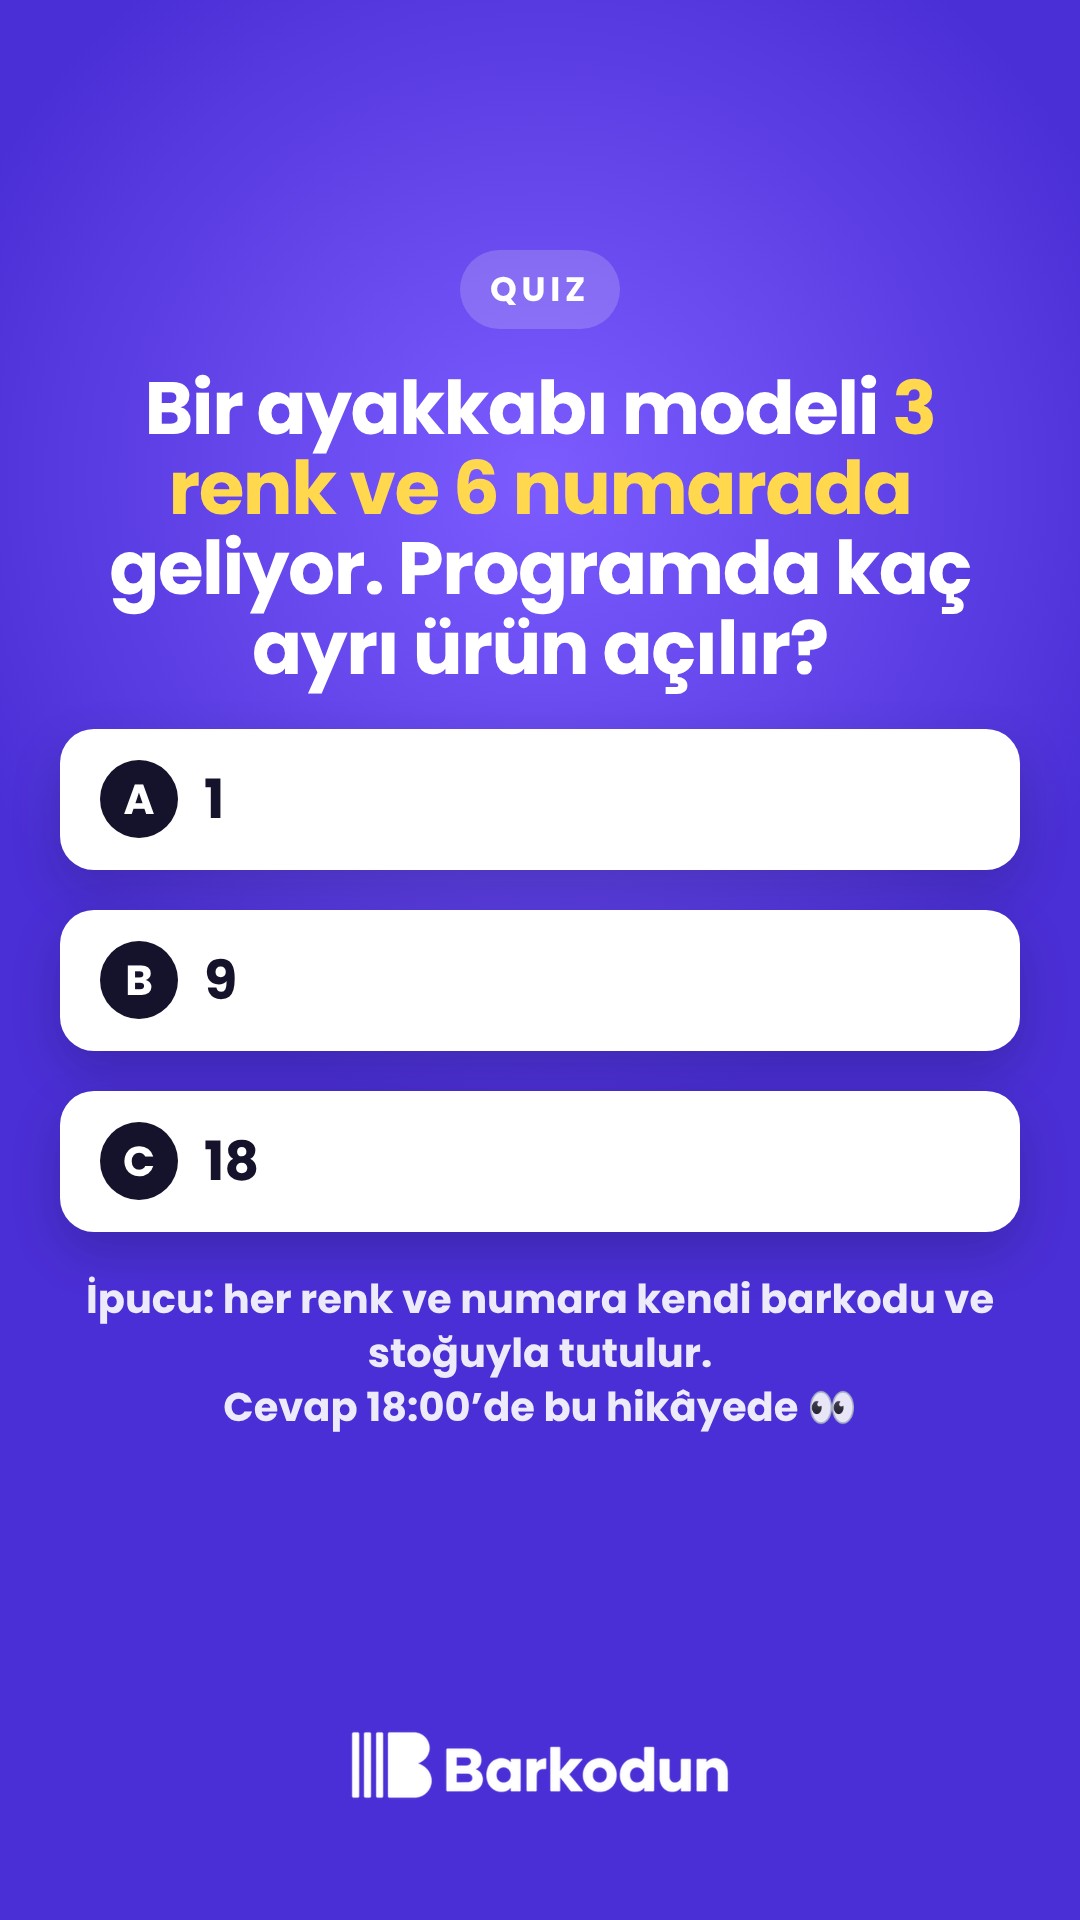 QUIZ
Bir ayakkabı modeli 3
renk ve 6 numarada
geliyor. Programda kaç
ayrı ürün açılır?
A 1
B 9
C 18
İpucu: her renk ve numara kendi barkodu ve
stoğuyla tutulur.
Cevap 18:00’de bu hikâyede 👀
Barkodun